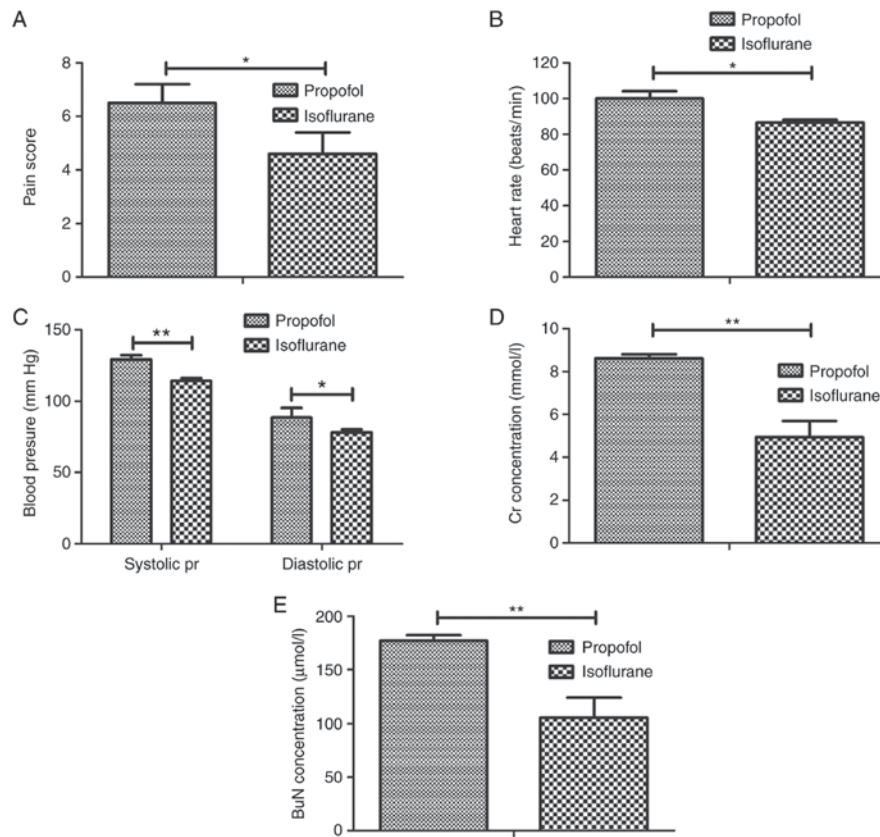 A
Pain score
8
6
4
2
0
*
Propofol
Isoflurane
B
Heart rate (beats/min)
120
100
80
60
40
20
0
*
Propofol
Isoflurane
C
Blood presure (mm Hg)
150
100
50
0
**
*
Propofol
Isoflurane
Systolic pr
Diastolic pr
D
Cr concentration (mmol/l)
10
8
6
4
2
0
**
Propofol
Isoflurane
E
BuN concentration (µmol/l)
200
150
100
50
0
**
Propofol
Isoflurane